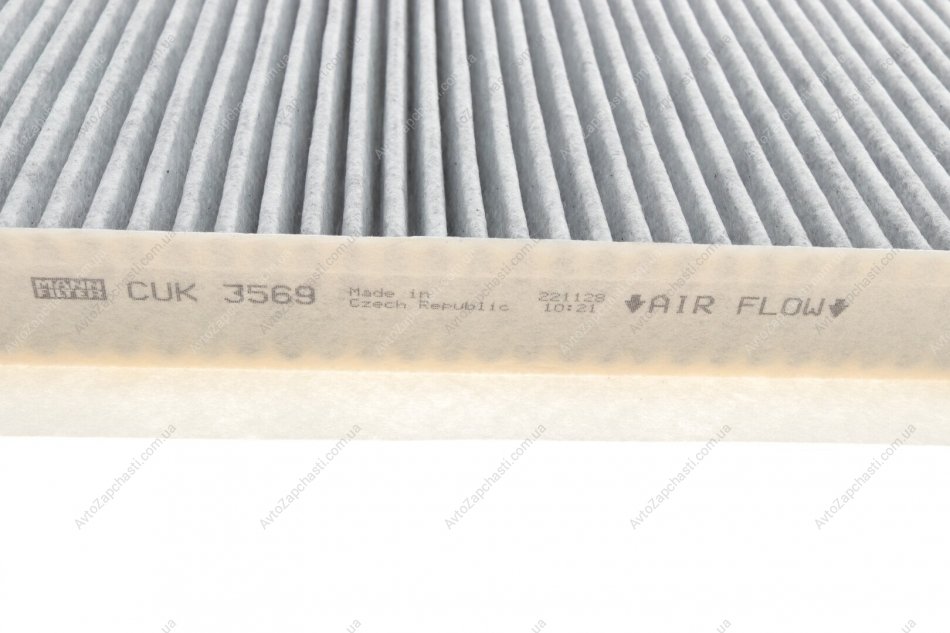 MANN FILTER
CUK 3569
Made in
Czech Republic
221128
10:21
AIR FLOW
AvtoZapchasti.com.ua